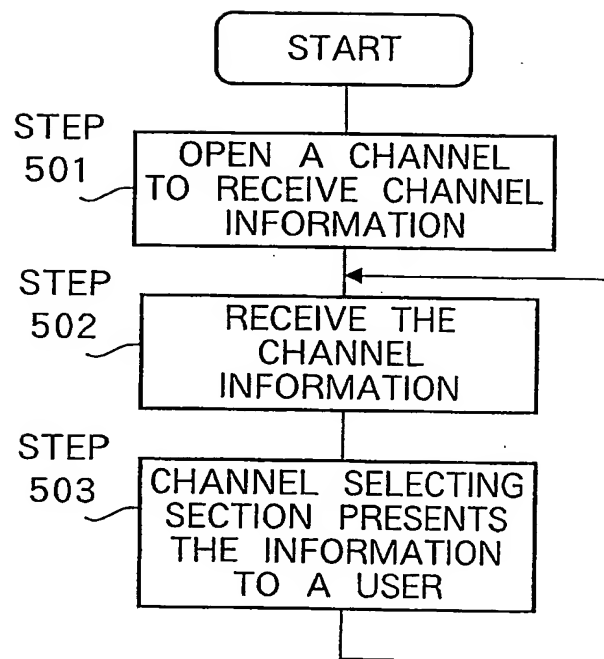 START
STEP
501
OPEN A CHANNEL
TO RECEIVE CHANNEL
INFORMATION
STEP
502
RECEIVE THE
CHANNEL
INFORMATION
STEP
503
CHANNEL SELECTING
SECTION PRESENTS
THE INFORMATION
TO A USER